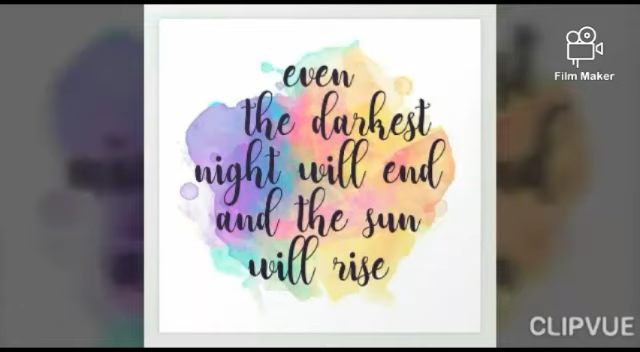 even
the darkest
night will end
and the sun
will rise
Film Maker
CLIPVUE